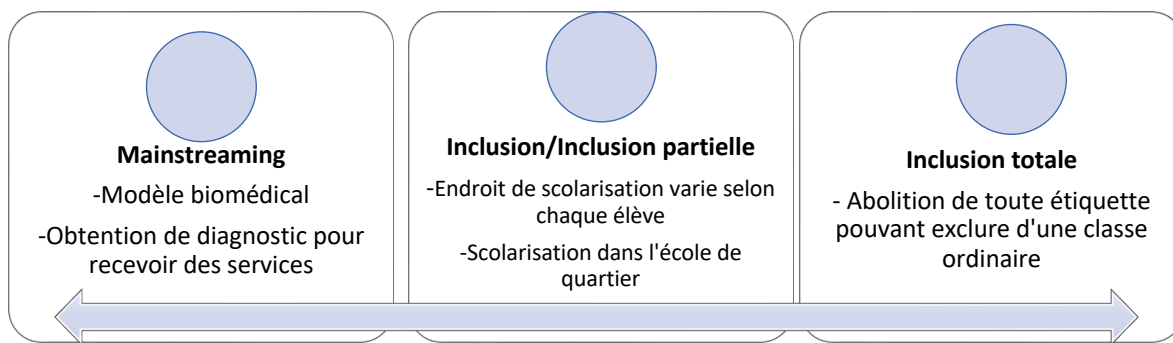 Mainstreaming
-Modèle biomédical
-Obtention de diagnostic pour
recevoir des services
Inclusion/Inclusion partielle
-Endroit de scolarisation varie selon
chaque élève
-Scolarisation dans l'école de
quartier
Inclusion totale
- Abolition de toute étiquette
pouvant exclure d'une classe
ordinaire